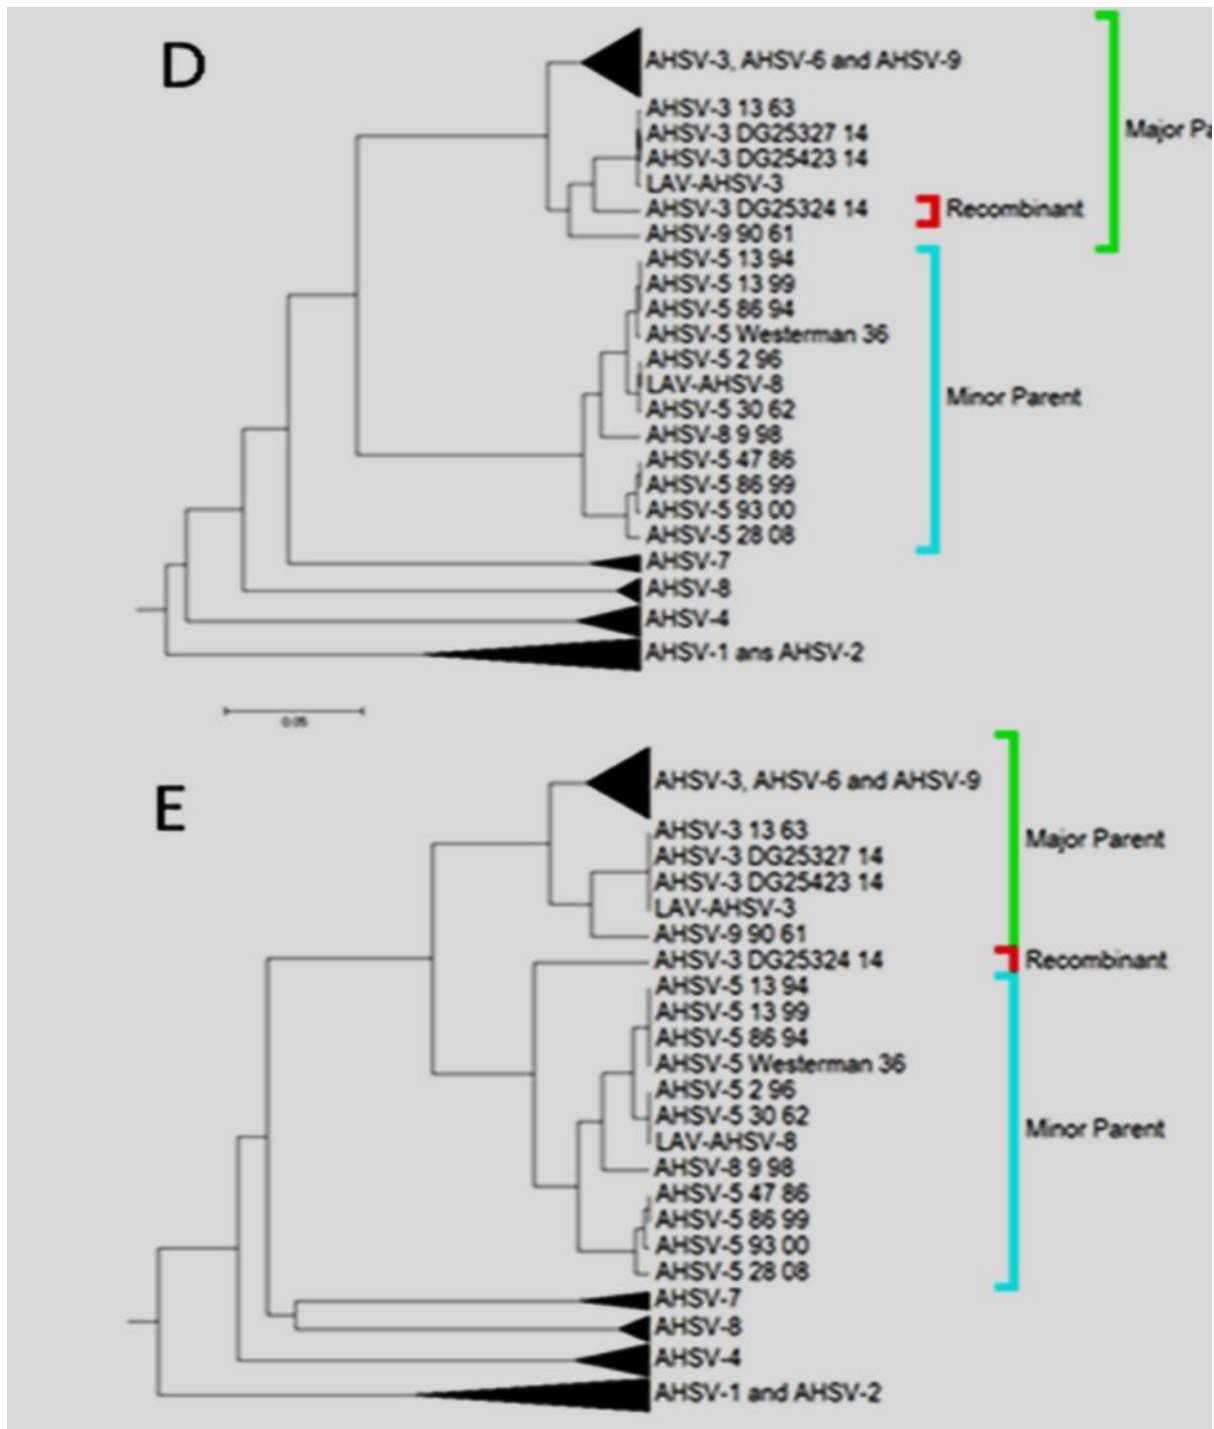 D
AHSV-3, AHSV-6 and AHSV-9
AHSV-3 13 63
AHSV-3 DG25327 14
Major Pa
AHSV-3 DG25423 14
LAV-AHSV-3
AHSV-3 DG25324 14
Recombinant
AHSV-9 90 61
AHSV-5 13 94
AHSV-5 13 99
AHSV-5 86 94
AHSV-5 Westerman 36
AHSV-5 2 96
LAV-AHSV-8
Minor Parent
AHSV-5 30 62
AHSV-8 9 98
AHSV-5 47 86
AHSV-5 86 99
AHSV-5 93 00
AHSV-5 28 08
AHSV-7
AHSV-8
AHSV-4
AHSV-1 ans AHSV-2
0.05
E
AHSV-3, AHSV-6 and AHSV-9
AHSV-3 13 63
Major Parent
AHSV-3 DG25327 14
AHSV-3 DG25423 14
LAV-AHSV-3
AHSV-9 90 61
AHSV-3 DG25324 14
Recombinant
AHSV-5 13 94
AHSV-5 13 99
AHSV-5 86 94
AHSV-5 Westerman 36
AHSV-5 2 96
AHSV-5 30 62
Minor Parent
LAV-AHSV-8
AHSV-8 9 98
AHSV-5 47 86
AHSV-5 86 99
AHSV-5 93 00
AHSV-5 28 08
AHSV-7
AHSV-8
AHSV-4
AHSV-1 and AHSV-2